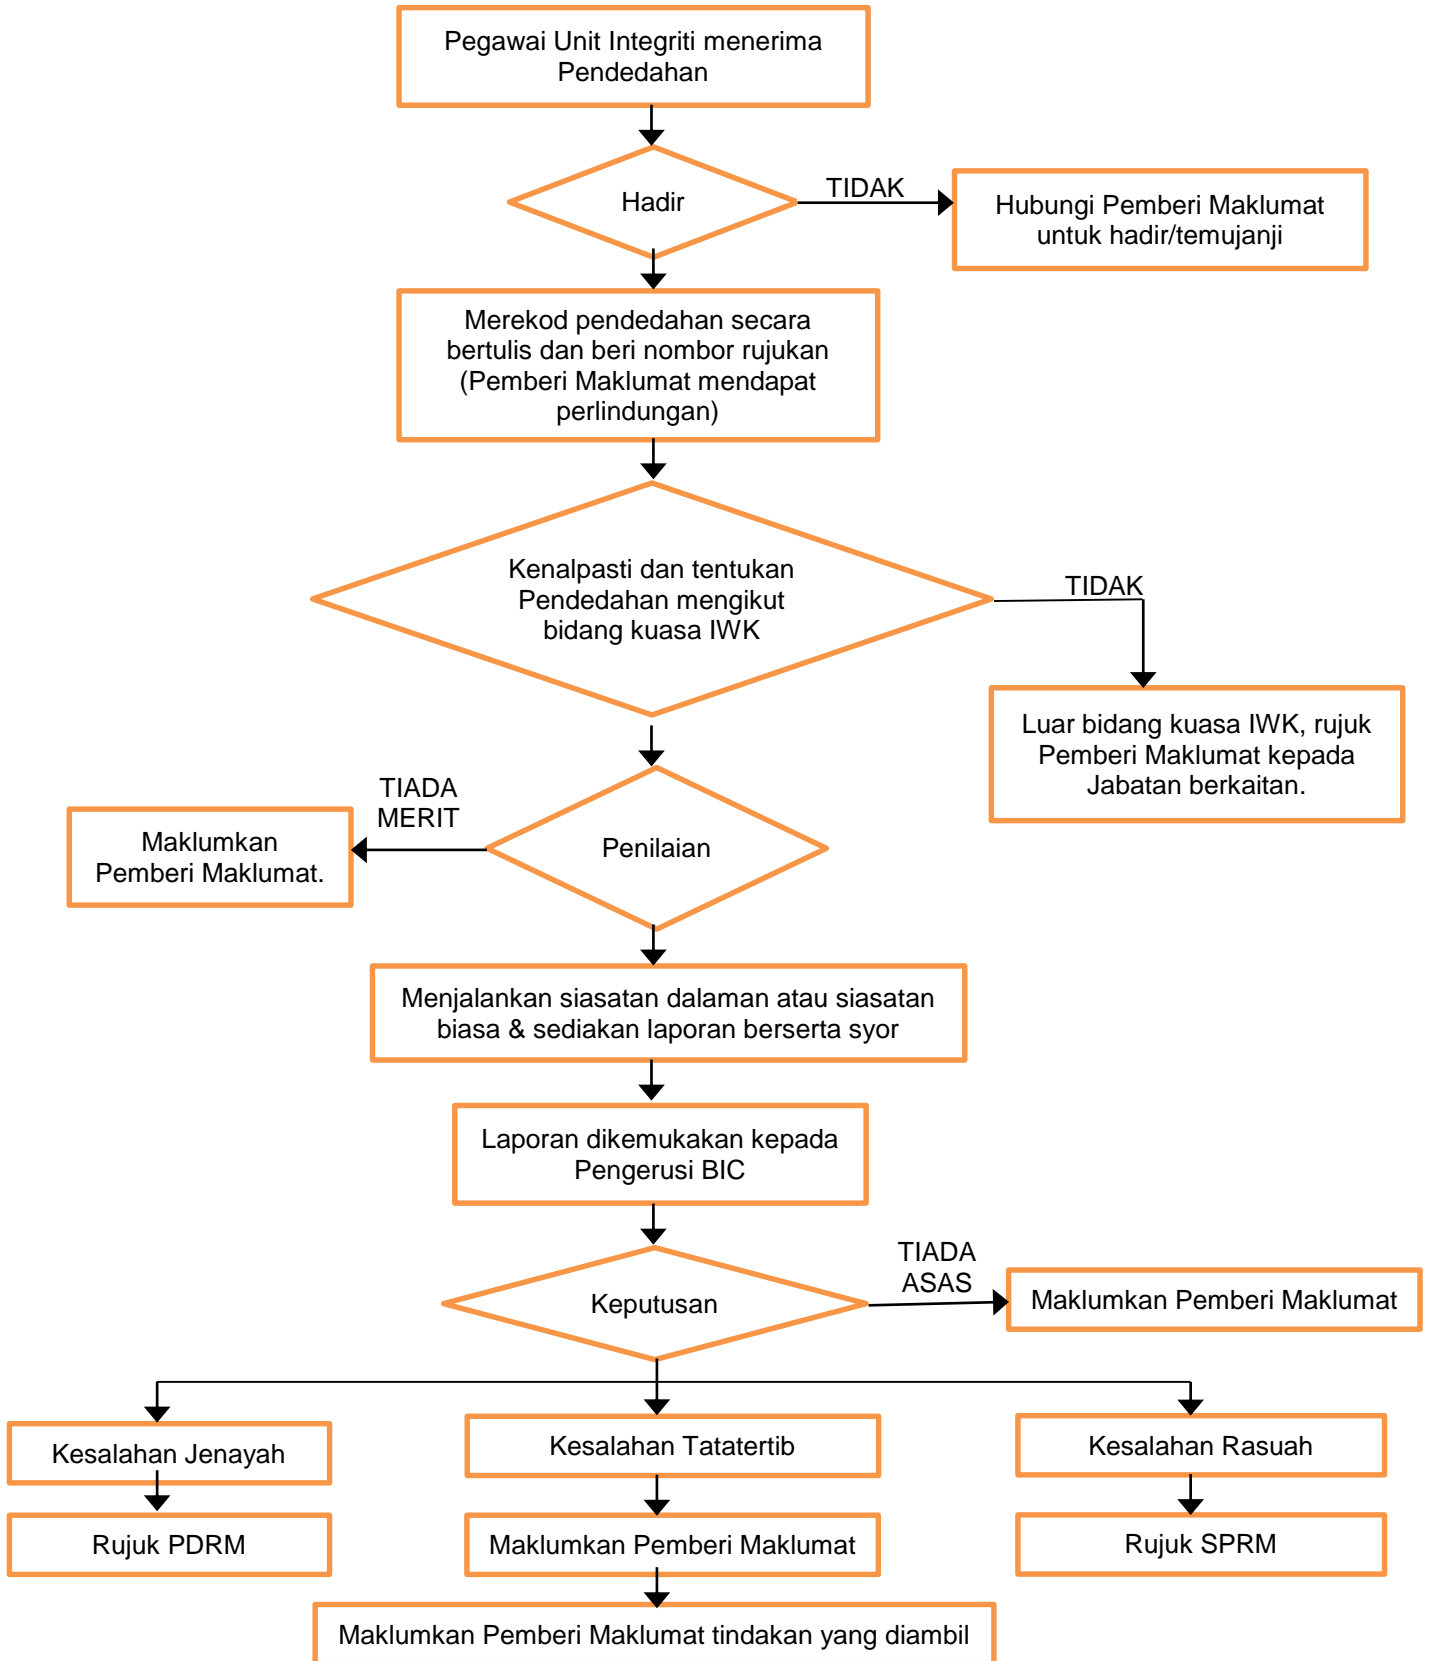 Pegawai Unit Integriti menerima
Pendedahan
Hadir
TIDAK
Hubungi Pemberi Maklumat
untuk hadir/temujanji
Merekod pendedahan secara
bertulis dan beri nombor rujukan
(Pemberi Maklumat mendapat
perlindungan)
Kenalpasti dan tentukan
Pendedahan mengikut
bidang kuasa IWK
TIDAK
Luar bidang kuasa IWK, rujuk
Pemberi Maklumat kepada
Jabatan berkaitan.
TIADA
MERIT
Maklumkan
Pemberi Maklumat.
Penilaian
Menjalankan siasatan dalaman atau siasatan
biasa & sediakan laporan berserta syor
Laporan dikemukakan kepada
Pengerusi BIC
Keputusan
TIADA
ASAS
Maklumkan Pemberi Maklumat
Kesalahan Jenayah
Kesalahan Tatatertib
Kesalahan Rasuah
Rujuk PDRM
Maklumkan Pemberi Maklumat
Rujuk SPRM
Maklumkan Pemberi Maklumat tindakan yang diambil